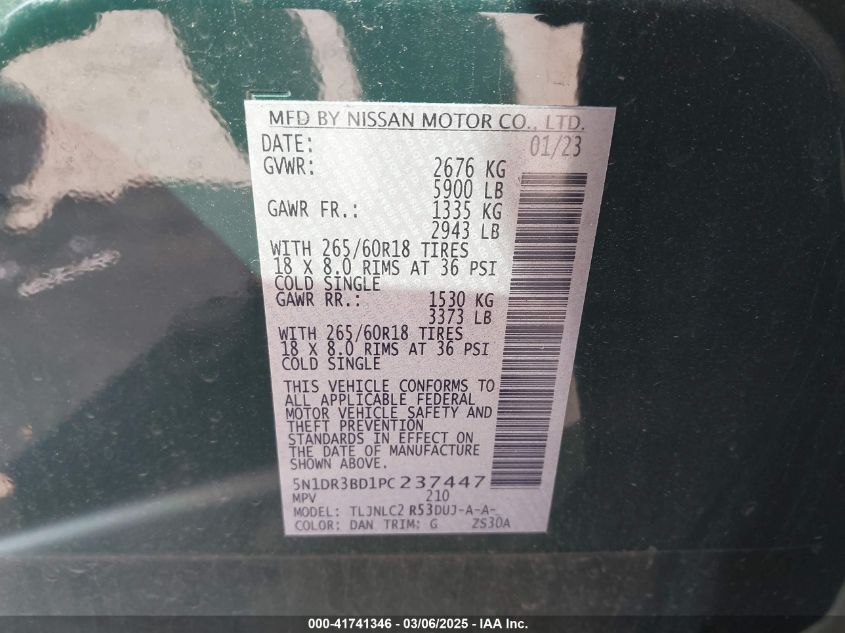 MFD BY NISSAN MOTOR CO., LTD.
DATE: 01/23
GVWR: 2676 KG
5900 LB
GAWR FR.: 1335 KG
2943 LB
WITH 265/60R18 TIRES
18 X 8.0 RIMS AT 36 PSI
COLD SINGLE
GAWR RR.: 1530 KG
3373 LB
WITH 265/60R18 TIRES
18 X 8.0 RIMS AT 36 PSI
COLD SINGLE
THIS VEHICLE CONFORMS TO
ALL APPLICABLE FEDERAL
MOTOR VEHICLE SAFETY AND
THEFT PREVENTION
STANDARDS IN EFFECT ON
THE DATE OF MANUFACTURE
SHOWN ABOVE.
5N1DR3BD1PC237447
MPV 210
MODEL: TLJNLC2 R53DUJ-A-A-
COLOR: DAN TRIM: G ZS30A
000-41741346 — 03/06/2025 — IAA Inc.